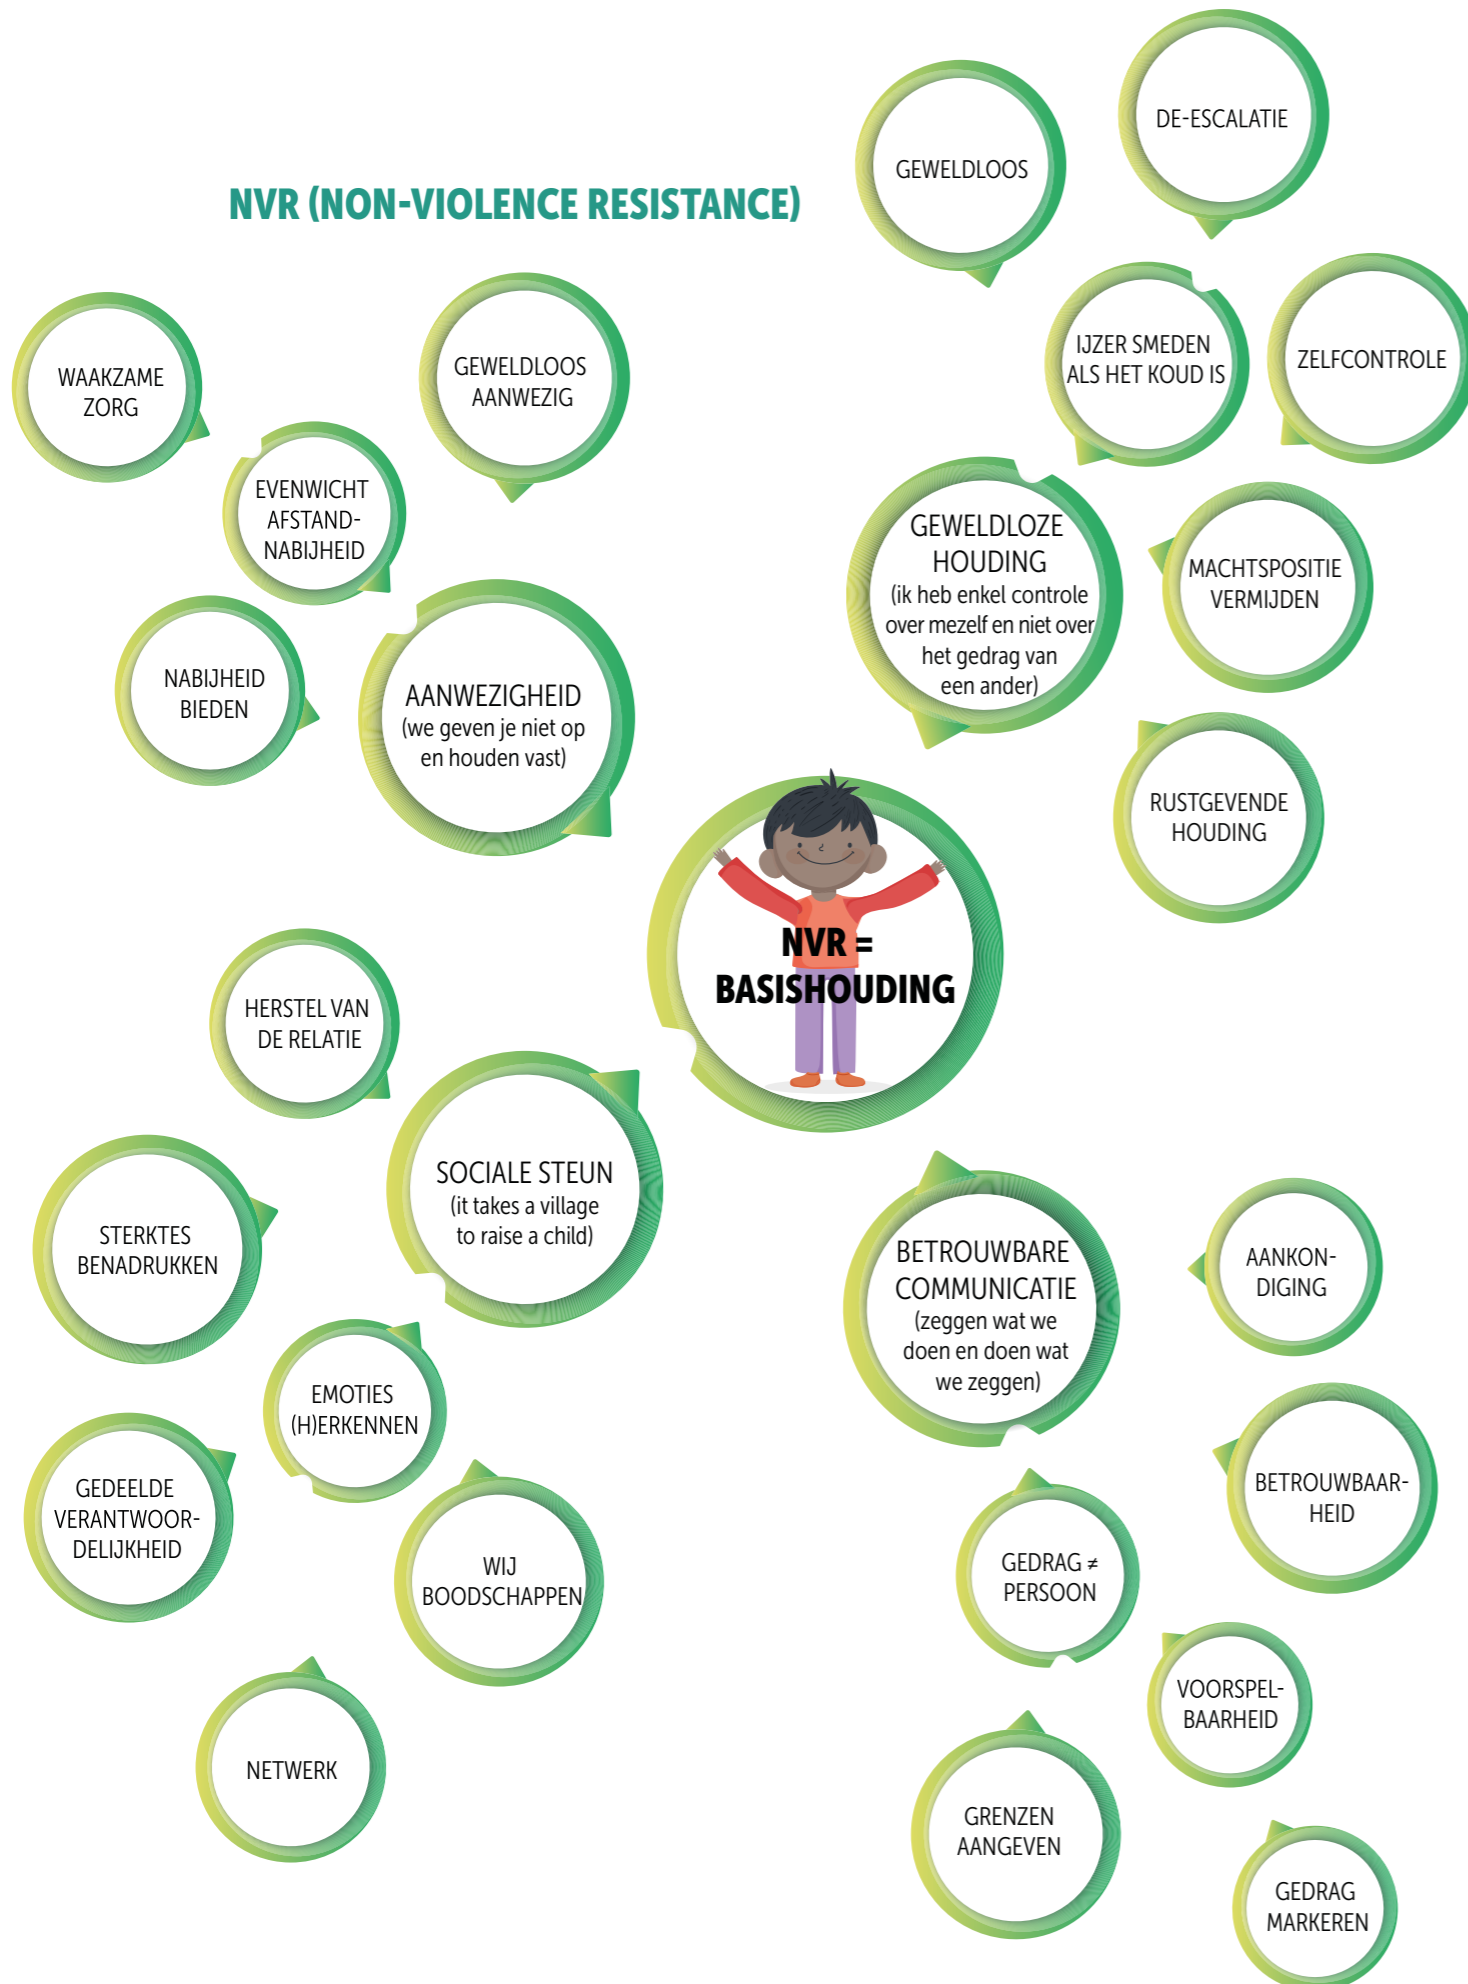 NVR (NON-VIOLENCE RESISTANCE)
WAAKZAME
ZORG
GEWELDLOOS
AANWEZIG
EVENWICHT
AFSTAND-
NABIJHEID
NABIJHEID
BIEDEN
AANWEZIGHEID
(we geven je niet op
en houden vast)
GEWELDLOOS
DE-ESCALATIE
IJZER SMEDEN
ALS HET KOUD IS
ZELFCONTROLE
GEWELDLOZE
HOUDING
(ik heb enkel controle
over mezelf en niet over
het gedrag van
een ander)
MACHTSPOSITIE
VERMIJDEN
RUSTGEVENDE
HOUDING
NVR =
BASISHOUDING
HERSTEL VAN
DE RELATIE
SOCIALE STEUN
(it takes a village
to raise a child)
STERKTES
BENADRUKKEN
EMOTIES
(H)ERKENNEN
GEDEELDE
VERANTWOOR-
DELIJKHEID
WIJ
BOODSCHAPPEN
NETWERK
BETROUWBARE
COMMUNICATIE
(zeggen wat we
doen en doen wat
we zeggen)
AANKON-
DIGING
BETROUWBAAR-
HEID
GEDRAG ≠
PERSOON
VOORSPEL-
BAARHEID
GRENZEN
AANGEVEN
GEDRAG
MARKEREN